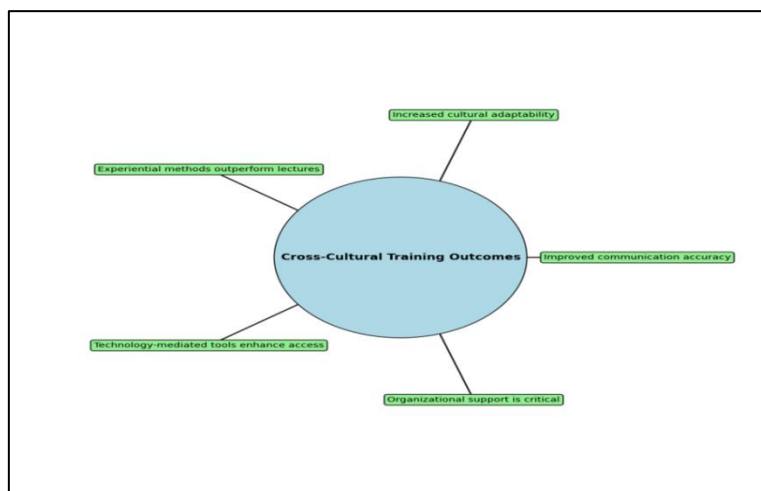 Increased cultural adaptability
Experiential methods outperform lectures
Cross-Cultural Training Outcomes
Improved communication accuracy
Technology-mediated tools enhance access
Organizational support is critical